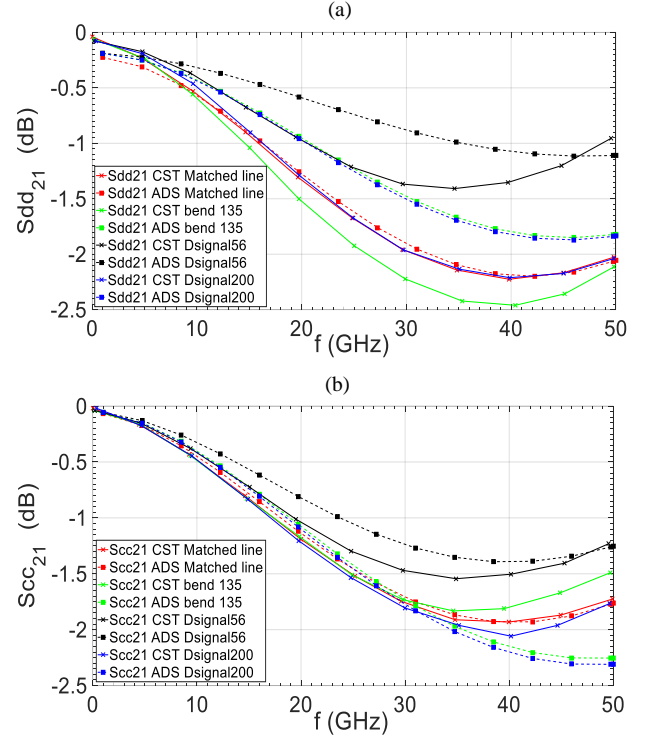 (a)
0
-0.5
-1
-1.5
-2
-2.5
Sdd21 (dB)
Sdd21 CST Matched line
Sdd21 ADS Matched line
Sdd21 CST bend 135
Sdd21 ADS bend 135
Sdd21 CST Dsignal56
Sdd21 ADS Dsignal56
Sdd21 CST Dsignal200
Sdd21 ADS Dsignal200
0 10 20 30 40 50
f (GHz)
(b)
0
-0.5
-1
-1.5
-2
-2.5
Scc21 (dB)
Scc21 CST Matched line
Scc21 ADS Matched line
Scc21 CST bend 135
Scc21 ADS bend 135
Scc21 CST Dsignal56
Scc21 ADS Dsignal56
Scc21 CST Dsignal200
Scc21 ADS Dsignal200
0 10 20 30 40 50
f (GHz)